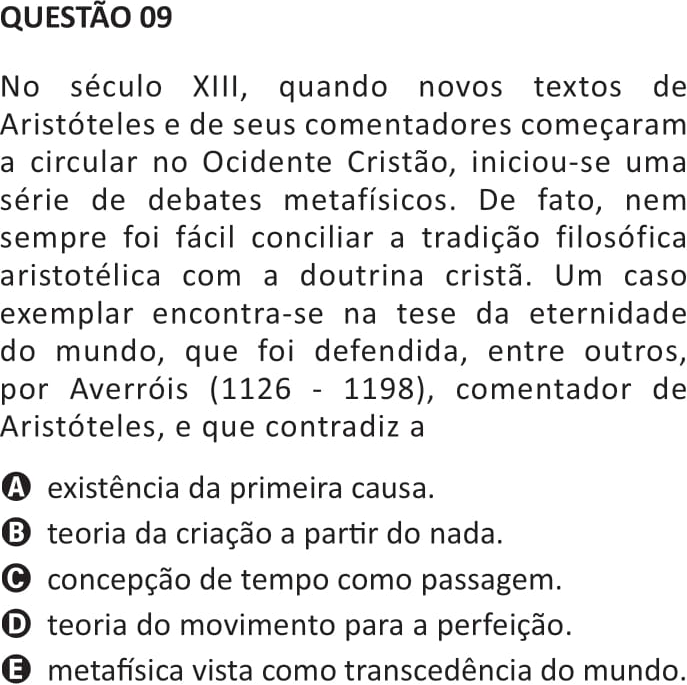 QUESTÃO 09
No século XIII, quando novos textos de
Aristóteles e de seus comentadores começaram
a circular no Ocidente Cristão, iniciou-se uma
série de debates metafísicos. De fato, nem
sempre foi fácil conciliar a tradição filosófica
aristotélica com a doutrina cristã. Um caso
exemplar encontra-se na tese da eternidade
do mundo, que foi defendida, entre outros,
por Averróis (1126 - 1198), comentador de
Aristóteles, e que contradiz a
A existência da primeira causa.
B teoria da criação a partir do nada.
C concepção de tempo como passagem.
D teoria do movimento para a perfeição.
E metafísica vista como transcedência do mundo.